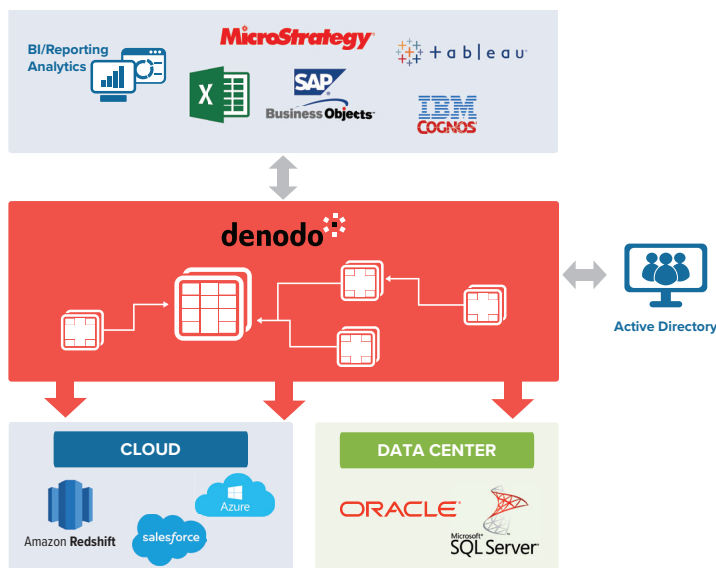 BI/Reporting
Analytics
MicroStrategy
+ a b l e a u
X
SAP
Business Objects
IBM
COGNOS
denodo
Active Directory
CLOUD
DATA CENTER
Azure
Amazon Redshift
salesforce
ORACLE
Microsoft®
SQL Server